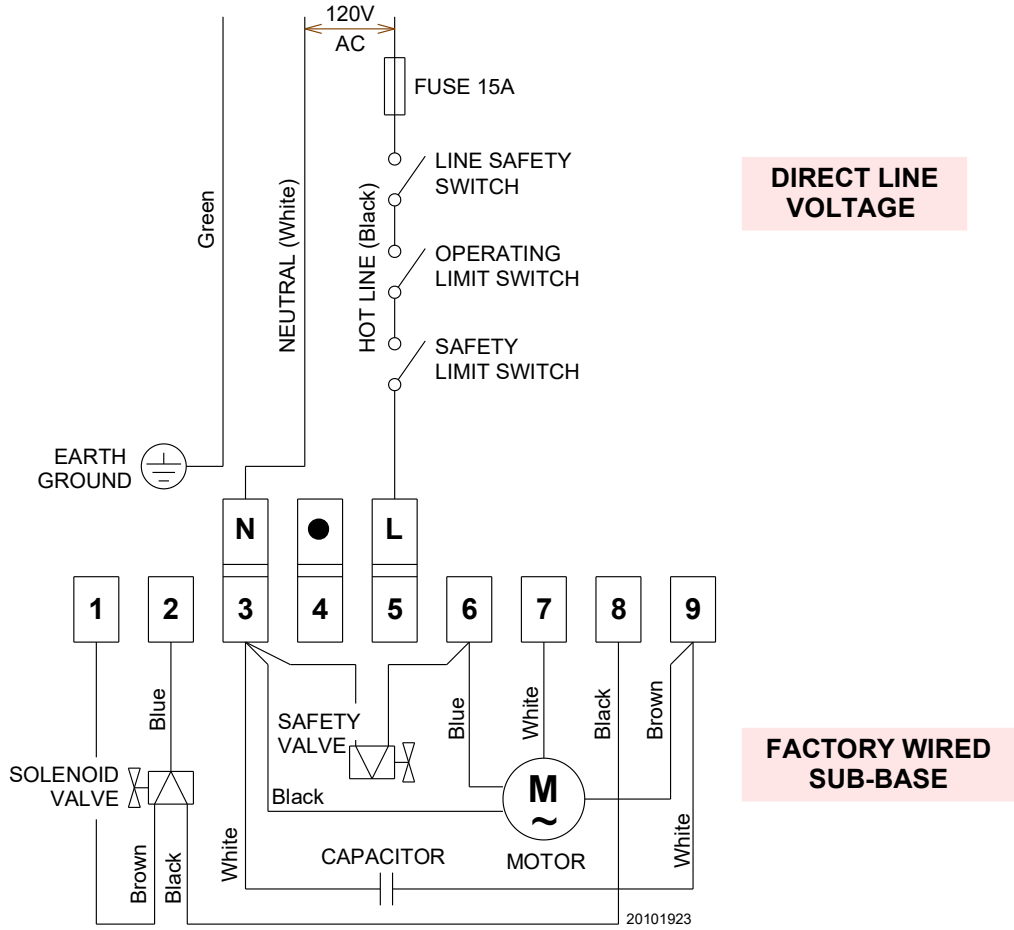 120V
AC
FUSE 15A
LINE SAFETY
SWITCH
DIRECT LINE
VOLTAGE
Green
NEUTRAL (White)
HOT LINE (Black)
OPERATING
LIMIT SWITCH
SAFETY
LIMIT SWITCH
EARTH
GROUND
N
L
1
2
3
4
5
6
7
8
9
Blue
SAFETY
VALVE
Blue
White
Black
Brown
FACTORY WIRED
SUB-BASE
SOLENOID
VALVE
Black
M
~
Brown
Black
White
CAPACITOR
MOTOR
White
20101923